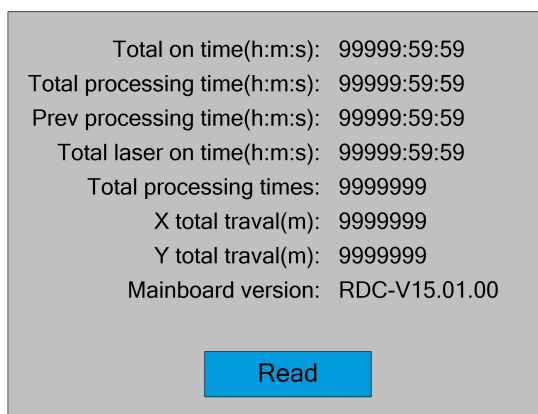 Total on time(h:m:s): 99999:59:59
Total processing time(h:m:s): 99999:59:59
Prev processing time(h:m:s): 99999:59:59
Total laser on time(h:m:s): 99999:59:59
Total processing times: 9999999
X total traval(m): 9999999
Y total traval(m): 9999999
Mainboard version: RDC-V15.01.00
Read